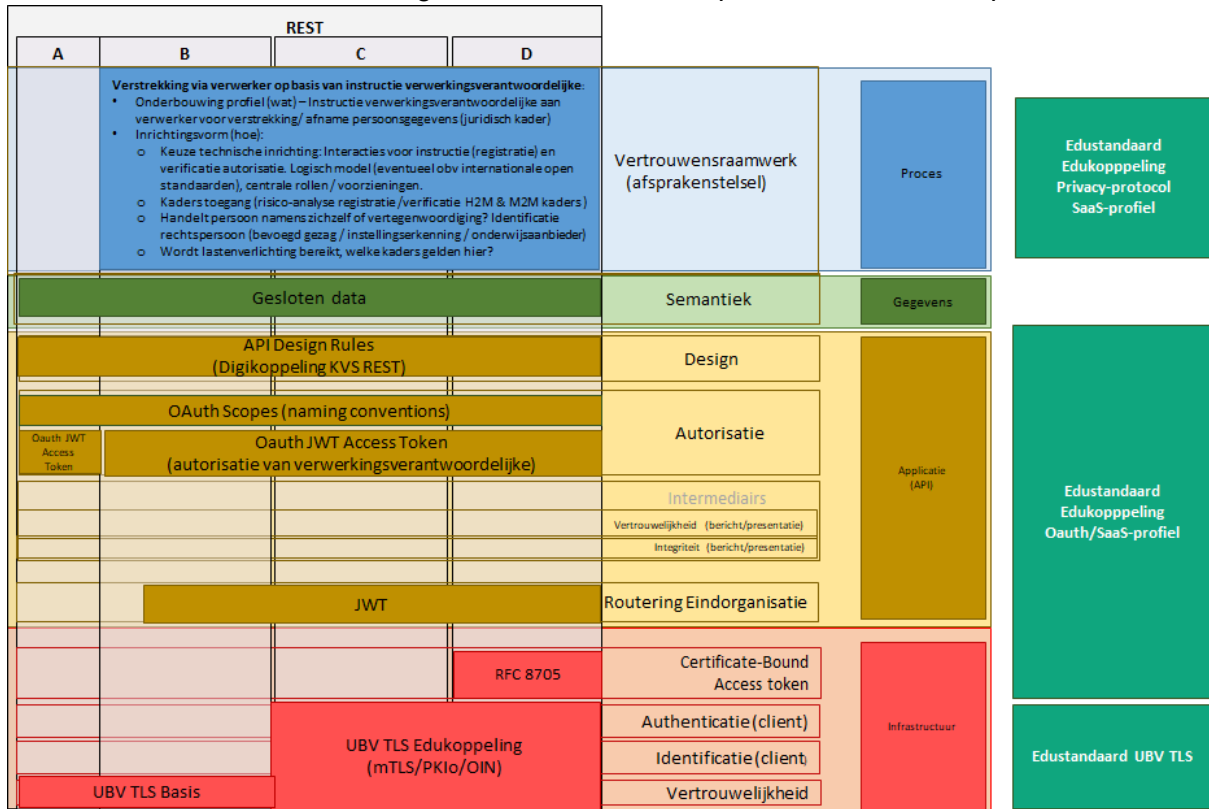 REST
A
B
C
D
Verstrekking via verwerker op basis van instructie verwerkingsverantwoordelijke:
• Onderbouwing profiel (wat) – Instructie verwerkingsverantwoordelijke aan
verwerker voor verstrekking/ afname persoonsgegevens (juridisch kader)
• Inrichtingsvorm (hoe):
o Keuze technische inrichting: Interacties voor instructie (registratie) en
verificatie autorisatie. Logisch model (eventueel obv internationale open
standaarden), centrale rollen / voorzieningen.
o Kaders toegang (risico-analyse registratie /verificatie H2M & M2M kaders )
o Handelt persoon namens zichzelf of vertegenwoordiging? Identificatie
rechtspersoon (bevoegd gezag / instellingserkenning / onderwijsaanbieder)
o Wordt lastenverlichting bereikt, welke kaders gelden hier?
Vertrouwensraamwerk
(afsprakenstelsel)
Proces
Edustandaard
Edukopppeling
Privacy-protocol
SaaS-profiel
Gesloten data
Semantiek
Gegevens
API Design Rules
(Digikoppeling KVS REST)
Design
OAuth Scopes (naming conventions)
Oauth JWT
Access
Token
Oauth JWT Access Token
(autorisatie van verwerkingsverantwoordelijke)
Autorisatie
Applicatie
(API)
Intermediairs
Vertrouwelijkheid (bericht/presentatie)
Integriteit (bericht/presentatie)
Edustandaard
Edukopppeling
Oauth/SaaS-profiel
JWT
Routering Eindorganisatie
RFC 8705
Certificate-Bound
Access token
UBV TLS Edukoppeling
(mTLS/PKIo/OIN)
Authenticatie (client)
Identificatie (client)
Vertrouwelijkheid
Infrastructuur
Edustandaard UBV TLS
UBV TLS Basis